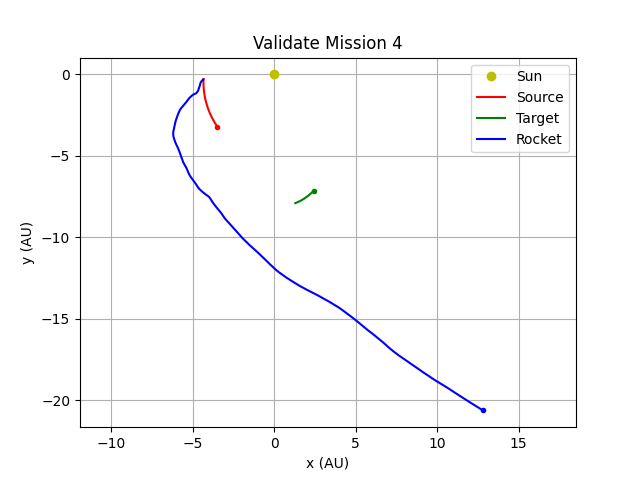 Validate Mission 4
Sun
Source
Target
Rocket
0
−5
−10
−15
−20
y (AU)
−10
−5
0
5
10
15
x (AU)